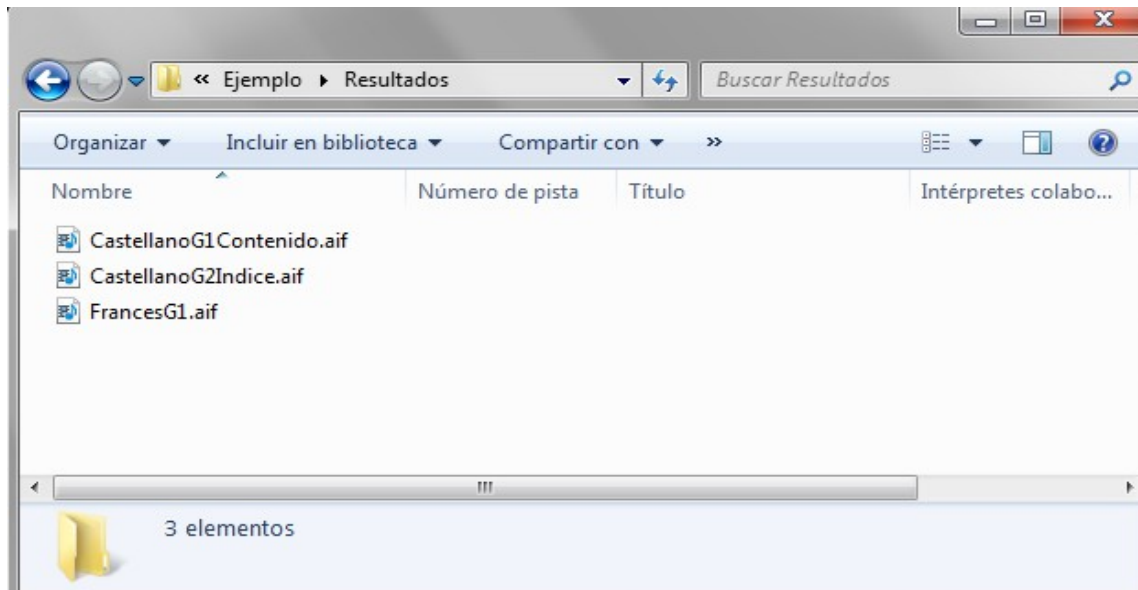 « Ejemplo Resultados Buscar Resultados
Organizar Incluir en biblioteca Compartir con »
Nombre Número de pista Título Intérpretes colabo...
CastellanoG1Contenido.aif
CastellanoG2Indice.aif
FrancesG1.aif
3 elementos